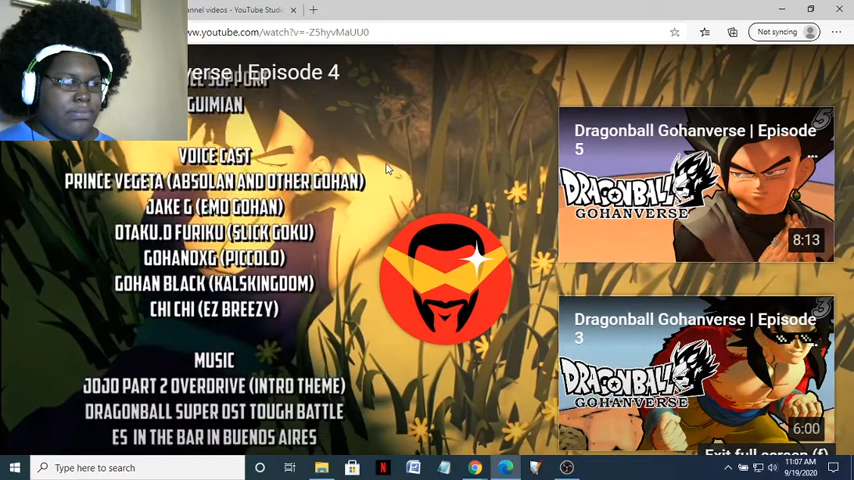 annel videos - YouTube Studi
ww.youtube.com/watch?v=-Z5hyvMaUU0
Not syncing
verse | Episode 4
SUPPORT
GUIMIAN
VOICE CAST
PRINCE VEGETA (ABSOLAN AND OTHER GOHAN)
JAKE G (EMO GOHAN)
OTAKU.D FURIKU (SLICK GOKU)
GOHANDXG (PICCOLO)
GOHAN BLACK (KALSKINGDOM)
CHI CHI (EZ BREEZY)
MUSIC
JOJO PART 2 OVERDRIVE (INTRO THEME)
DRAGONBALL SUPER OST TOUGH BATTLE
ES IN THE BAR IN BUENOS AIRES
Dragonball Gohanverse | Episode
5
DRAGONBALL
GOHANVERSE
8:13
Dragonball Gohanverse | Episode
3
DRAGONBALL
GOHANVERSE
6:00
Exit full screen (f)
Type here to search
11:07 AM
9/19/2020